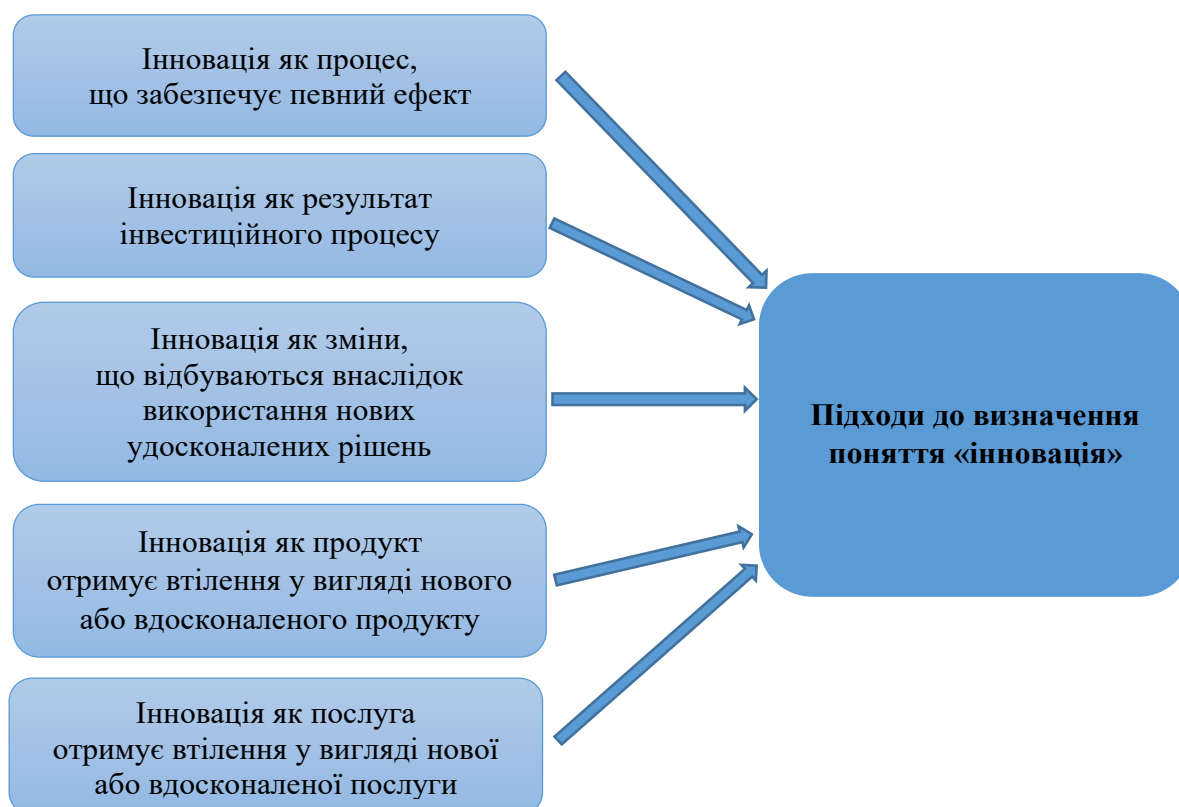 Інновація як процес,
що забезпечує певний ефект
Інновація як результат
інвестиційного процесу
Інновація як зміни,
що відбуваються внаслідок
використання нових
удосконалених рішень
Інновація як продукт
отримує втілення у вигляді нового
або вдосконаленого продукту
Інновація як послуга
отримує втілення у вигляді нової
або вдосконаленої послуги
Підходи до визначення
поняття «інновація»